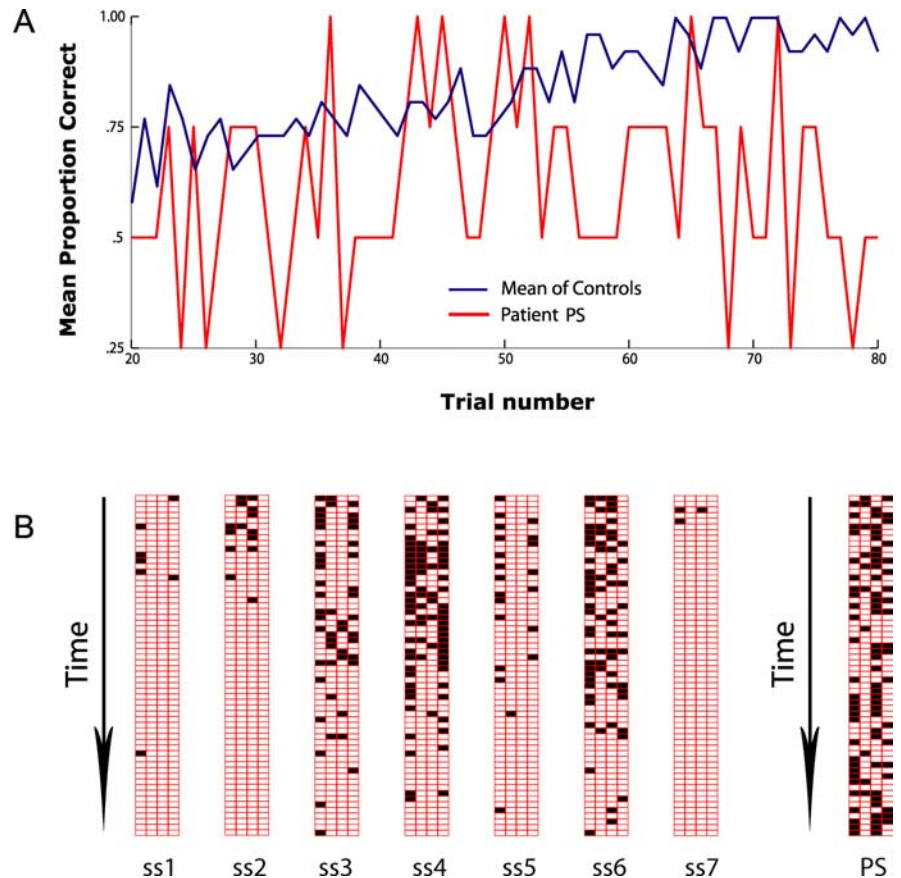 A
Mean Proportion Correct
1.00
.75
.5
.25
20 30 40 50 60 70 80
Mean of Controls
Patient PS
Trial number
B
Time
Time
ss1 ss2 ss3 ss4 ss5 ss6 ss7 PS